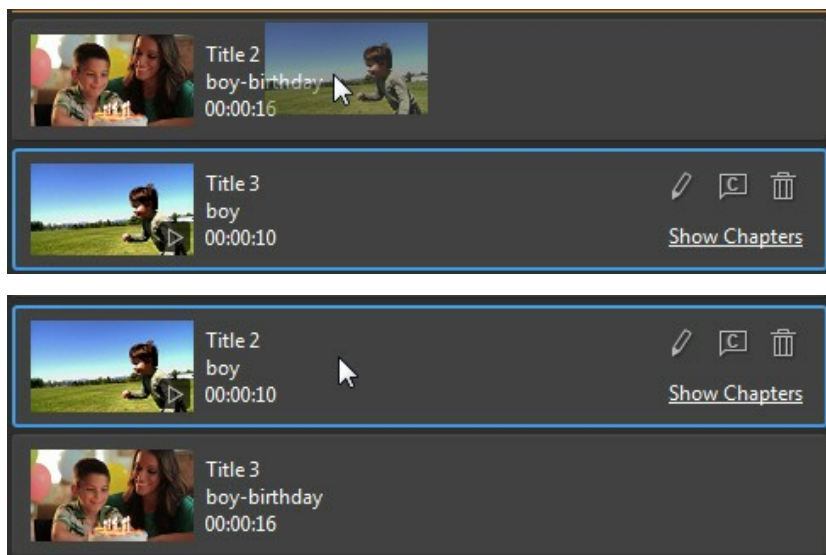 Title 2
boy-birthday
00:00:16
Title 3
boy
00:00:10
C
Show Chapters
Title 2
boy
00:00:10
C
Show Chapters
Title 3
boy-birthday
00:00:16